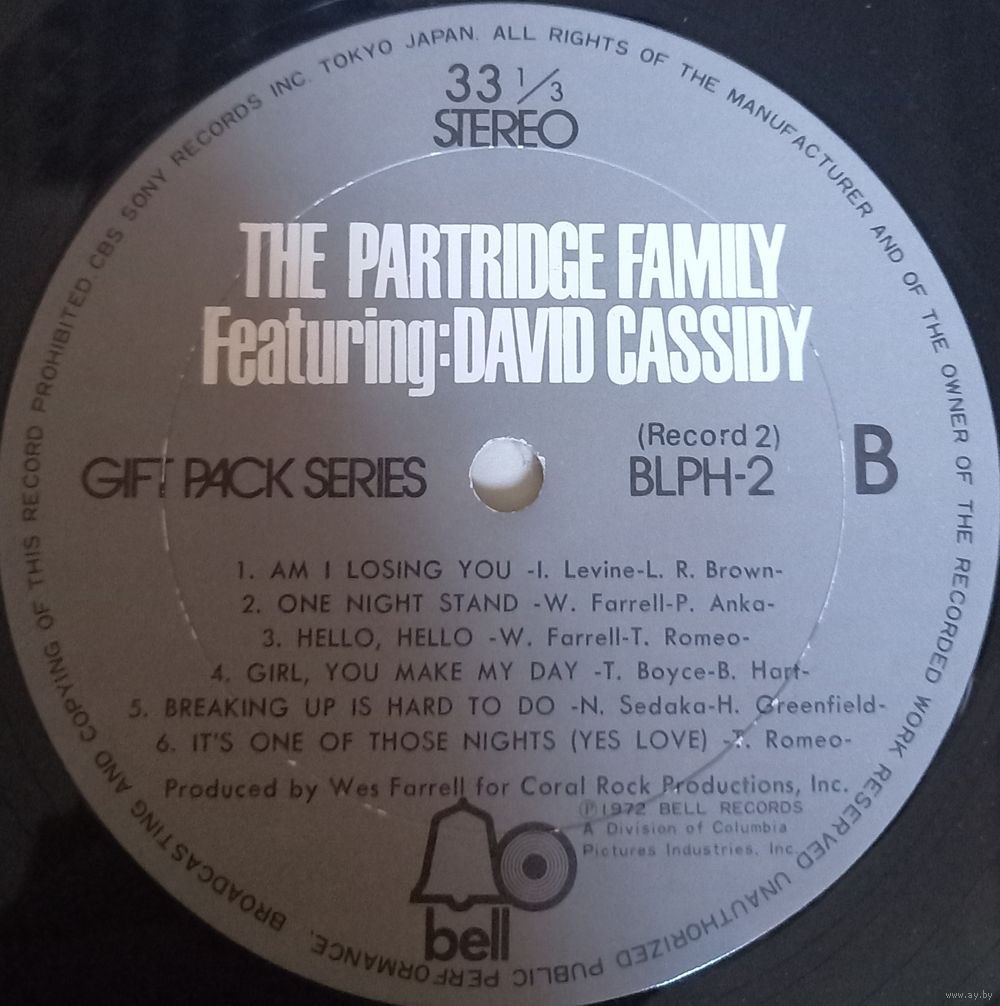 CBS SONY RECORDS INC. TOKYO JAPAN. ALL RIGHTS OF THE MANUFACTURER AND OF THE OWNER OF THE RECORDED WORK RESERVED UNAUTHORIZED PUBLIC PERFORMANCE, BROADCASTING AND COPYING OF THIS RECORD PROHIBITED.
33 1/3
STEREO
THE PARTRIDGE FAMILY
Featuring: DAVID CASSIDY
(Record 2)
GIFT PACK SERIES BLPH-2 B
1. AM I LOSING YOU -I. Levine-L. R. Brown-
2. ONE NIGHT STAND -W. Farrell-P. Anka-
3. HELLO, HELLO -W. Farrell-T. Romeo-
4. GIRL, YOU MAKE MY DAY -T. Boyce-B. Hart-
5. BREAKING UP IS HARD TO DO -N. Sedaka-H. Greenfield-
6. IT'S ONE OF THOSE NIGHTS (YES LOVE) -T. Romeo-
Produced by Wes Farrell for Coral Rock Productions, Inc.
Ⓟ1972 BELL RECORDS
A Division of Columbia
Pictures Industries, Inc.
bell
www.ay.by